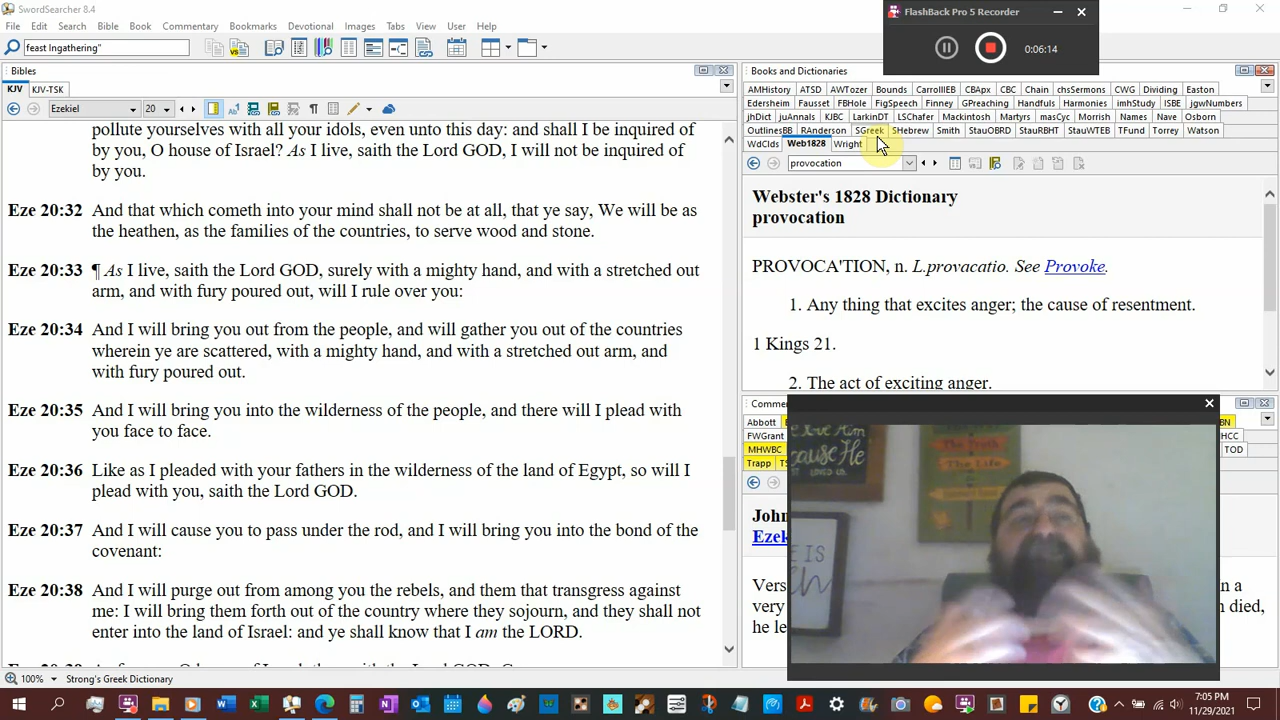 SwordSearcher 8.4
File Edit Search Bible Book Bookmarks Devotional Images Tabs View User Help
feast Ingathering"
FlashBack Pro 5 Recorder
0:06:14
Bibles
KJV KJV-TSK
Ezekiel 20
pollute yourselves with all your idols, even unto this day: and shall I be inquired of
by you, O house of Israel? As I live, saith the Lord GOD, I will not be inquired of
by you.
Eze 20:32 And that which cometh into your mind shall not be at all, that ye say, We will be as
the heathen, as the families of the countries, to serve wood and stone.
Eze 20:33 ¶ As I live, saith the Lord GOD, surely with a mighty hand, and with a stretched out
arm, and with fury poured out, will I rule over you:
Eze 20:34 And I will bring you out from the people, and will gather you out of the countries
wherein ye are scattered, with a mighty hand, and with a stretched out arm, and
with fury poured out.
Eze 20:35 And I will bring you into the wilderness of the people, and there will I plead with
you face to face.
Eze 20:36 Like as I pleaded with your fathers in the wilderness of the land of Egypt, so will I
plead with you, saith the Lord GOD.
Eze 20:37 And I will cause you to pass under the rod, and I will bring you into the bond of the
covenant:
Eze 20:38 And I will purge out from among you the rebels, and them that transgress against
me: I will bring them forth out of the country where they sojourn, and they shall not
enter into the land of Israel: and ye shall know that I am the LORD.
Books and Dictionaries
AMHistory ATSD AWTozer Bounds CarrollEB CBApx CBC Chain chsSermons CWG Dividing Easton
Edersheim Fausset FBHole FigSpeech Finney GPreaching Handfuls Harmonies imhStudy ISBE jgwNumbers
jhDict juAnnals KJBC LarkinDT LSChafer Mackintosh Martyrs masCyc Morrish Names Nave Osborn
OutlinesBB RAnderson SGreek SHebrew Smith StauOBRD StauRBHT StauWTEB TFund Torrey Watson
WdClds Web1828 Wright
provocation
Webster's 1828 Dictionary
provocation
PROVOCA'TION, n. L.provacatio. See Provoke.
1. Any thing that excites anger; the cause of resentment.
1 Kings 21.
2. The act of exciting anger.
Abbott
FWGrant HCC
MHWBC TOD
Trapp
The Truth
The Life
cause He
John
Ezek
Vers
very died,
he le
100% Strong's Greek Dictionary
7:05 PM
11/29/2021